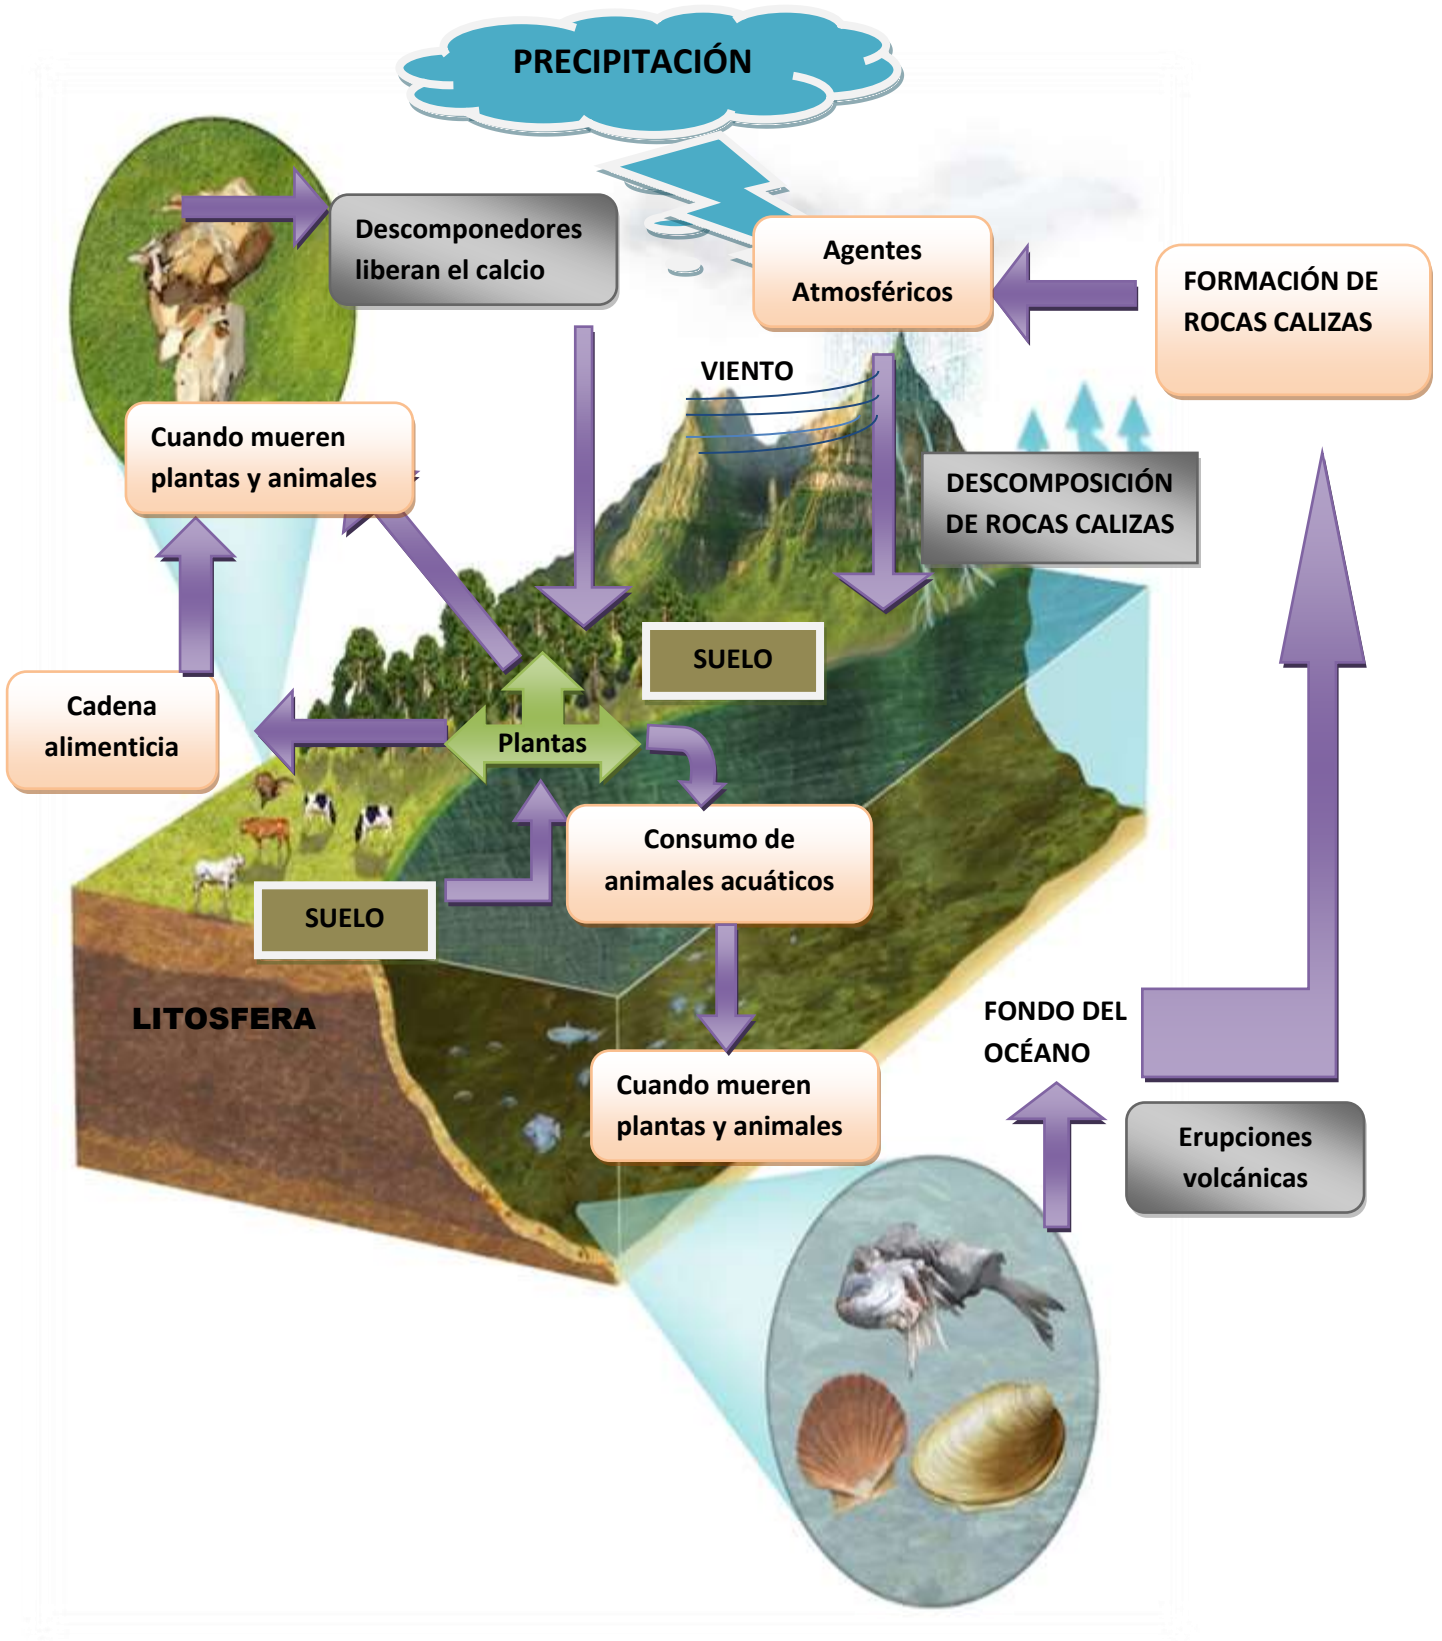 PRECIPITACIÓN
Descomponedores
liberan el calcio
Agentes
Atmosféricos
FORMACIÓN DE
ROCAS CALIZAS
VIENTO
Cuando mueren
plantas y animales
DESCOMPOSICIÓN
DE ROCAS CALIZAS
SUELO
Cadena
alimenticia
Plantas
Consumo de
animales acuáticos
SUELO
LITOSFERA
FONDO DEL
OCÉANO
Cuando mueren
plantas y animales
Erupciones
volcánicas